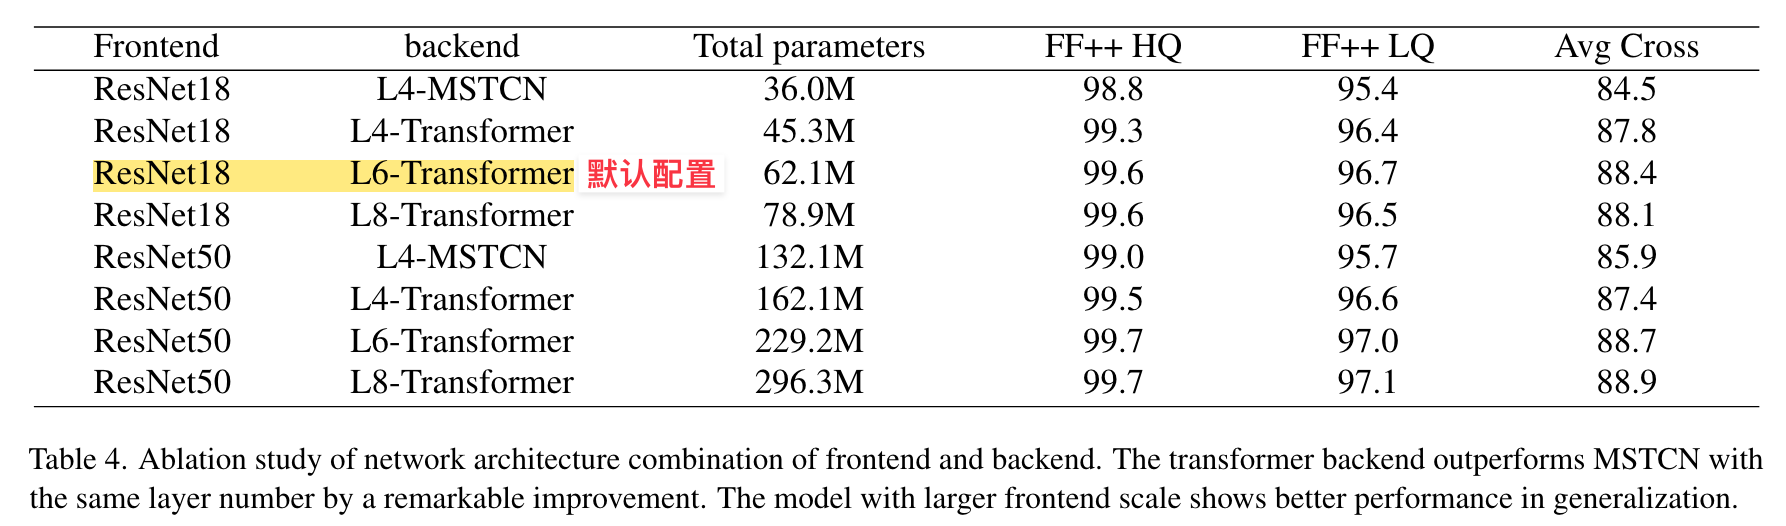 Frontend backend Total parameters FF++ HQ FF++ LQ Avg Cross
ResNet18 L4-MSTCN 36.0M 98.8 95.4 84.5
ResNet18 L4-Transformer 45.3M 99.3 96.4 87.8
ResNet18 L6-Transformer 默认配置 62.1M 99.6 96.7 88.4
ResNet18 L8-Transformer 78.9M 99.6 96.5 88.1
ResNet50 L4-MSTCN 132.1M 99.0 95.7 85.9
ResNet50 L4-Transformer 162.1M 99.5 96.6 87.4
ResNet50 L6-Transformer 229.2M 99.7 97.0 88.7
ResNet50 L8-Transformer 296.3M 99.7 97.1 88.9
Table 4. Ablation study of network architecture combination of frontend and backend. The transformer backend outperforms MSTCN with
the same layer number by a remarkable improvement. The model with larger frontend scale shows better performance in generalization.